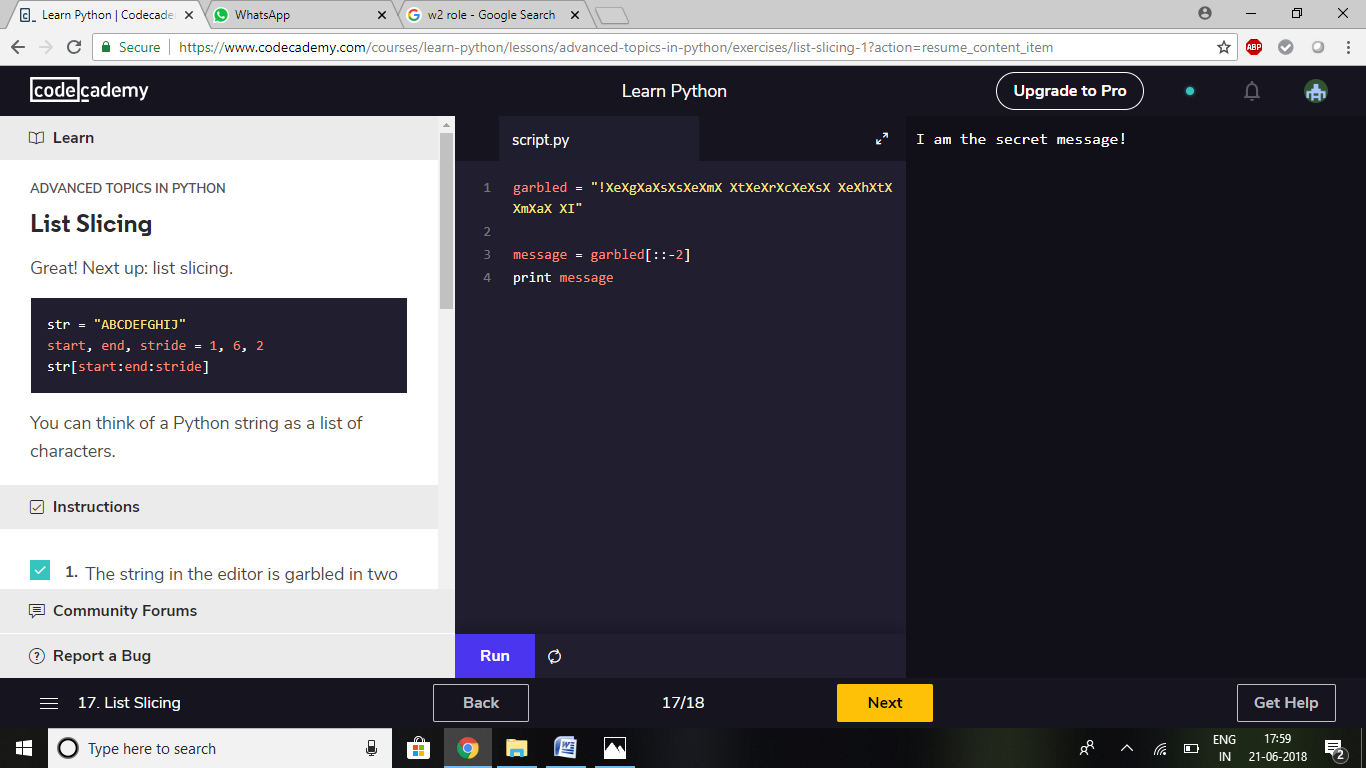 Learn Python | Codecade
WhatsApp
w2 role - Google Search
Secure
https://www.codecademy.com/courses/learn-python/lessons/advanced-topics-in-python/exercises/list-slicing-1?action=resume_content_item
ABP
codecademy
Learn Python
Upgrade to Pro
Learn
ADVANCED TOPICS IN PYTHON
List Slicing
Great! Next up: list slicing.
str = "ABCDEFGHIJ"
start, end, stride = 1, 6, 2
str[start:end:stride]
You can think of a Python string as a list of
characters.
Instructions
1. The string in the editor is garbled in two
Community Forums
Report a Bug
script.py
1 garbled = "!XeXgXaXsXsXeXmX XtXeXrXcXeXsX XeXhXtX
XmXaX XI"
2
3 message = garbled[::-2]
4 print message
Run
I am the secret message!
17. List Slicing
Back
17/18
Next
Get Help
Type here to search
ENG
IN
17:59
21-06-2018
2